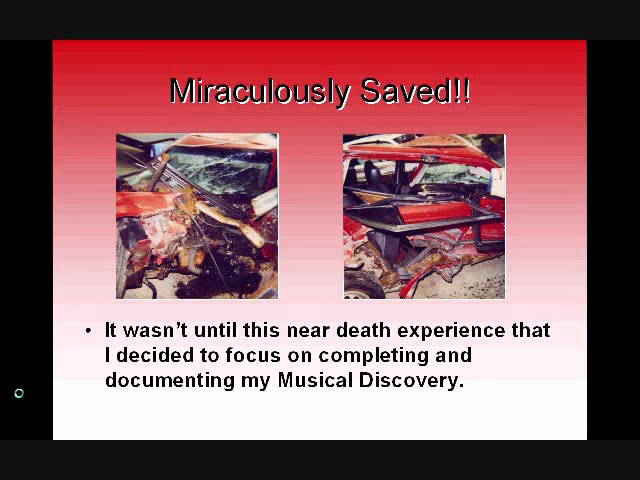 Miraculously Saved!!
• It wasn't until this near death experience that
I decided to focus on completing and
documenting my Musical Discovery.